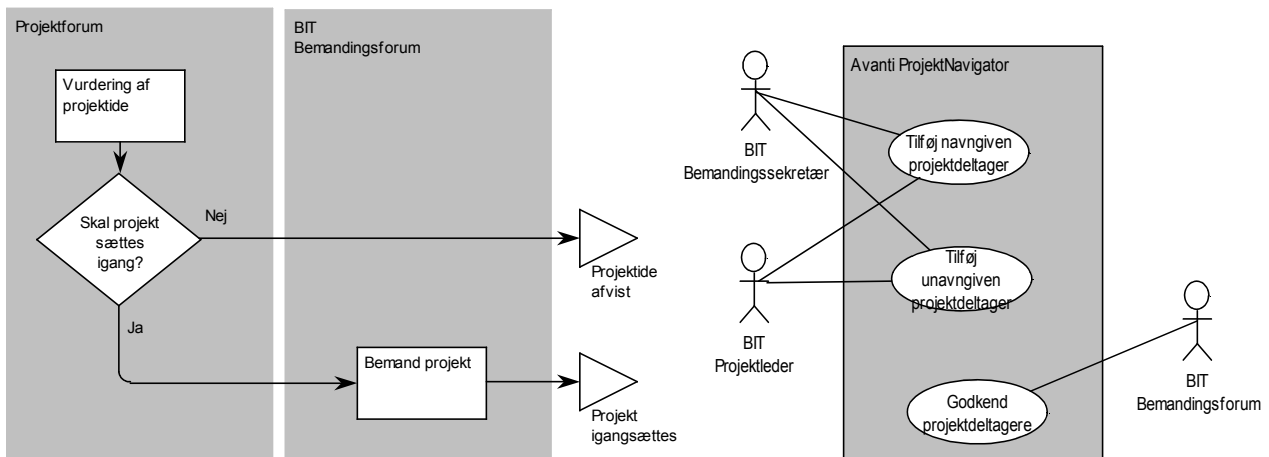 Projektforum
Vurdering af
projektide
Skal projekt
sættes
igang?
Nej
Ja
BIT
Bemandingsforum
Bemand projekt
Projektide
afvist
Projekt
igangsættes
BIT
Bemandingssekretær
BIT
Projektleder
Avanti ProjektNavigator
Tilføj navngiven
projektdeltager
Tilføj
unavngiven
projektdeltager
Godkend
projektdeltagere
BIT
Bemandingsforum